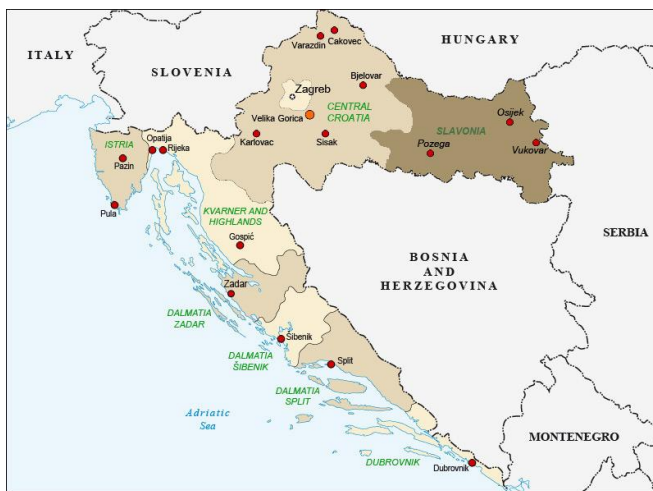 Varazdin
Cakovec
HUNGARY
ITALY
SLOVENIA
Bjelovar
Zagreb
CENTRAL
CROATIA
Velika Gorica
Osijek
SLAVONIA
Karlovac
Sisak
Pozega
Vukovar
ISTRIA
Opatija
Rijeka
Pazin
Pula
KVARNER AND
HIGHLANDS
Gospić
SERBIA
BOSNIA
AND
HERZEGOVINA
Zadar
DALMATIA
ZADAR
Šibenik
DALMATIA
ŠIBENIK
Split
DALMATIA
SPLIT
Adriatic
Sea
MONTENEGRO
DUBROVNIK
Dubrovnik